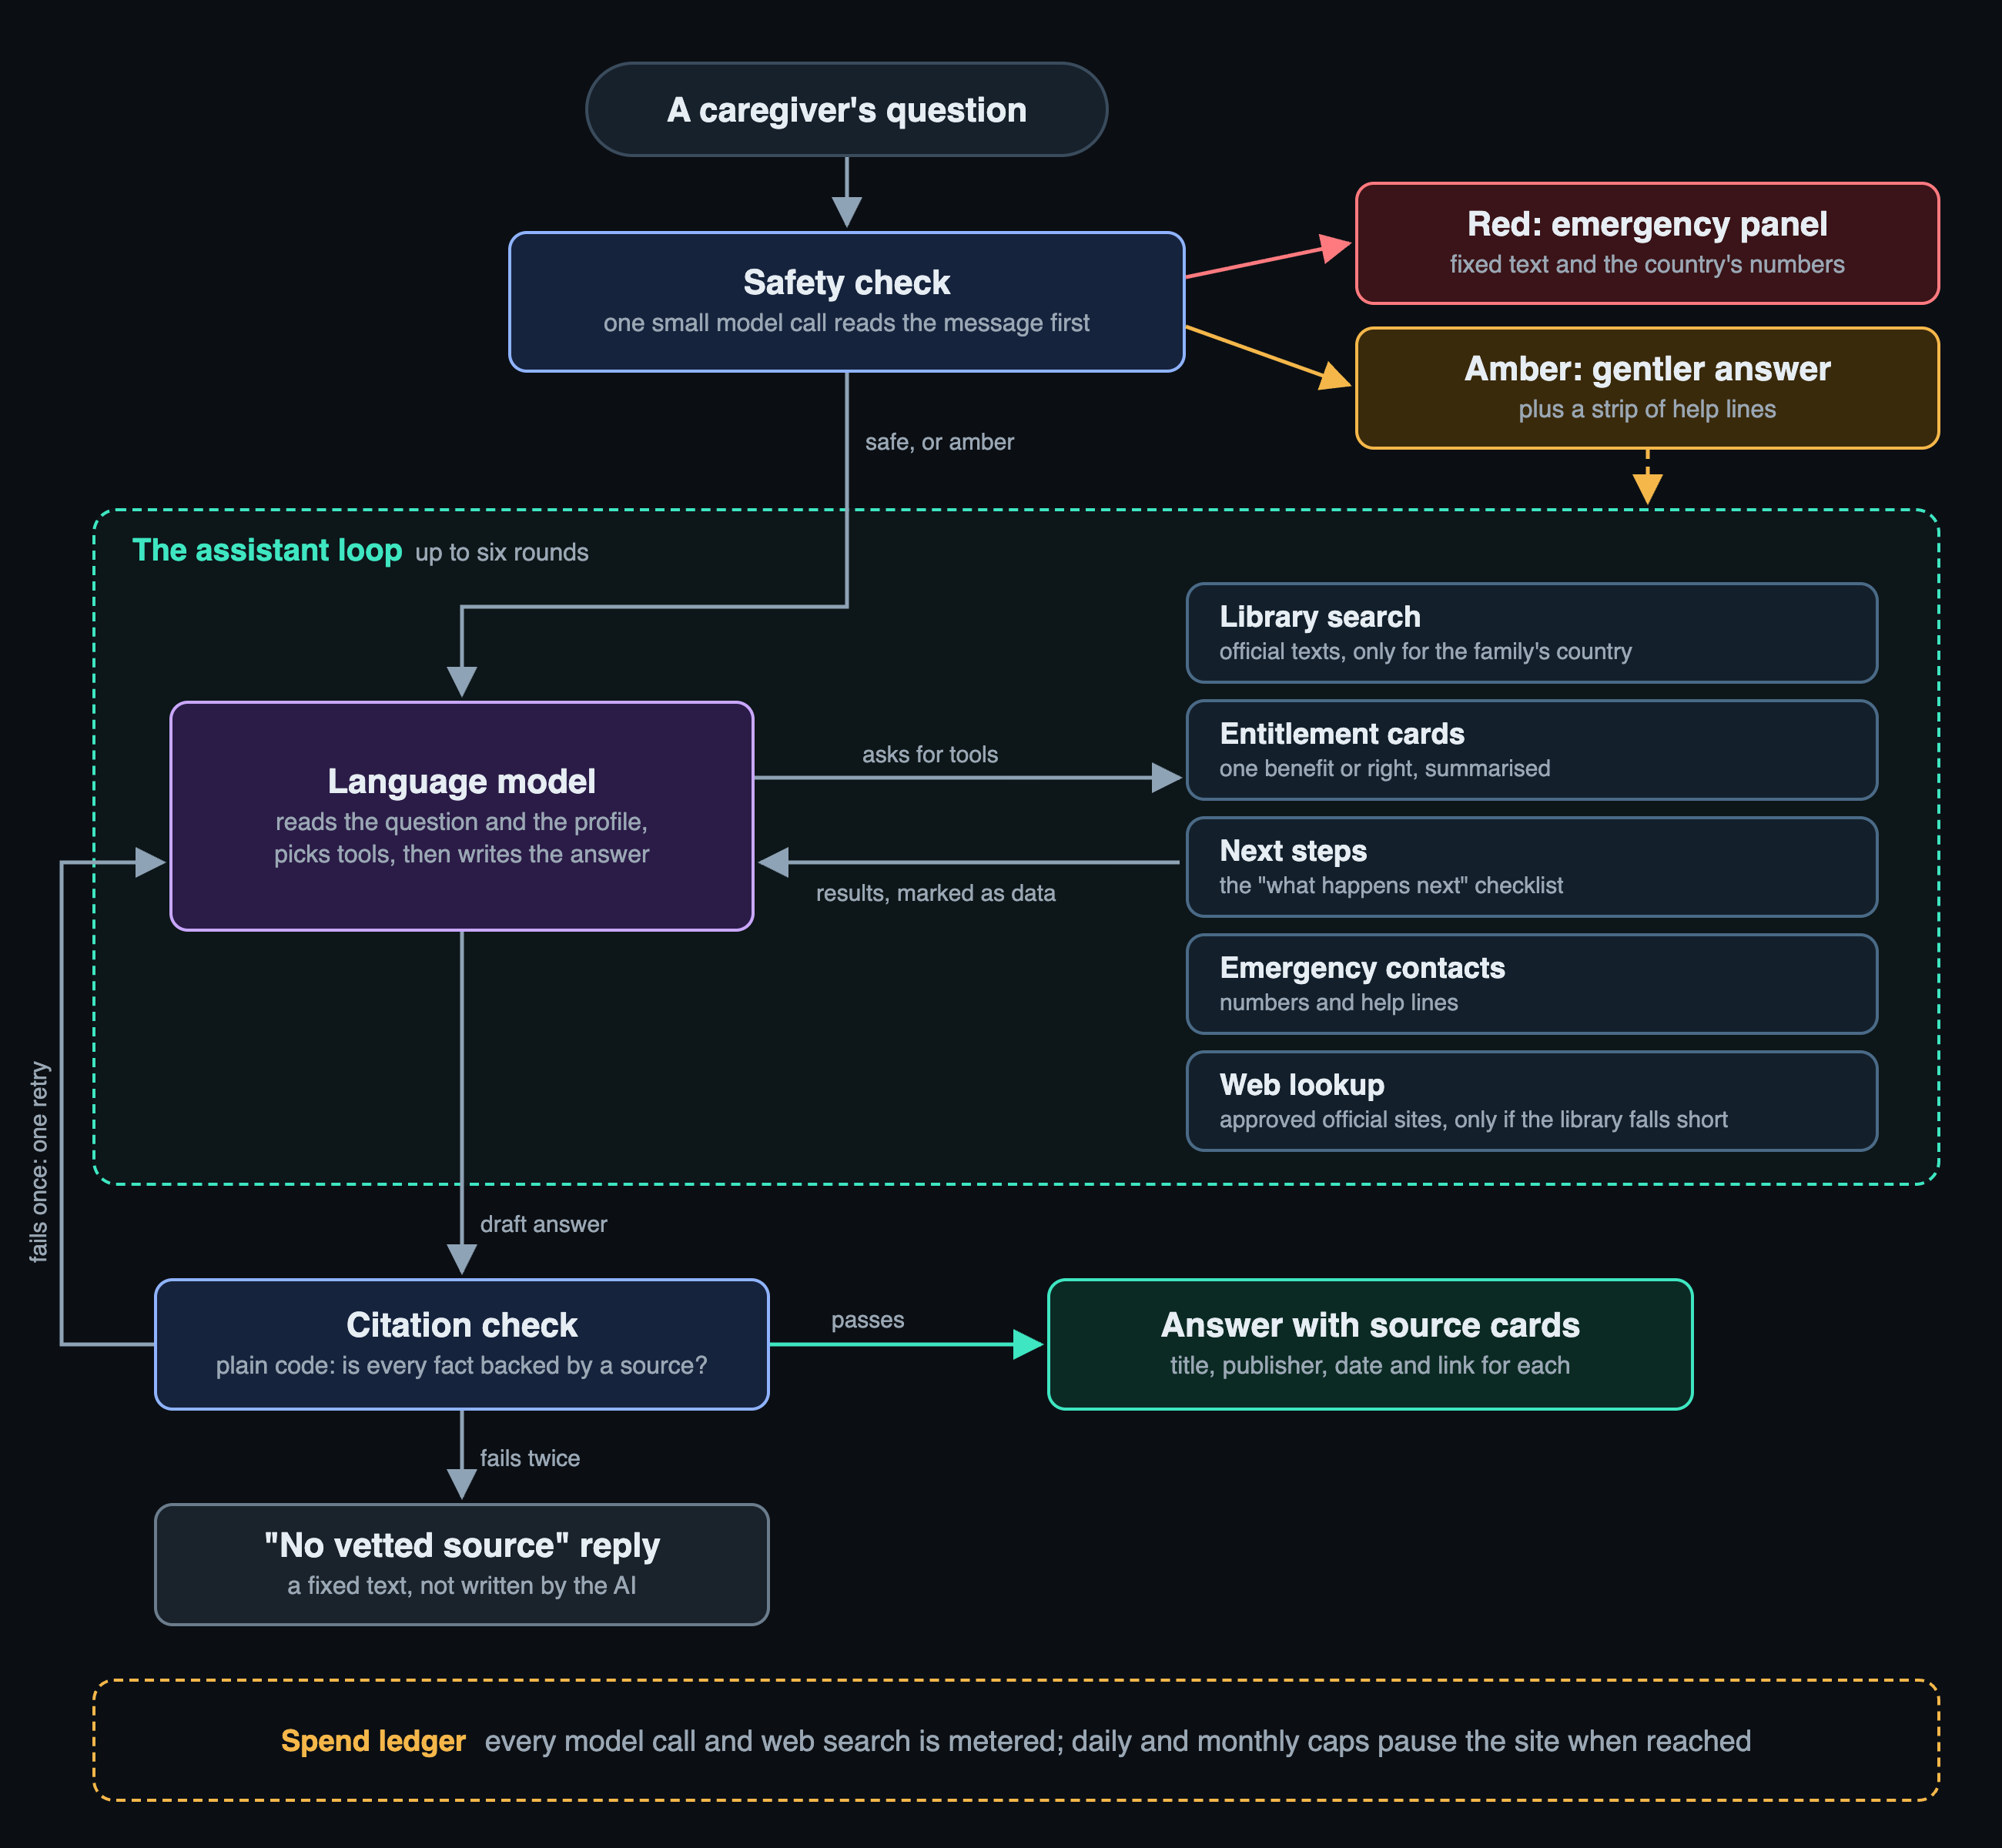 A caregiver's question
Safety check
one small model call reads the message first
Red: emergency panel
fixed text and the country's numbers
Amber: gentler answer
plus a strip of help lines
safe, or amber
The assistant loop up to six rounds
Library search
official texts, only for the family's country
Entitlement cards
one benefit or right, summarised
Next steps
the "what happens next" checklist
Emergency contacts
numbers and help lines
Web lookup
approved official sites, only if the library falls short
Language model
reads the question and the profile,
picks tools, then writes the answer
asks for tools
results, marked as data
fails once: one retry
draft answer
Citation check
plain code: is every fact backed by a source?
passes
Answer with source cards
title, publisher, date and link for each
fails twice
"No vetted source" reply
a fixed text, not written by the AI
Spend ledger every model call and web search is metered; daily and monthly caps pause the site when reached